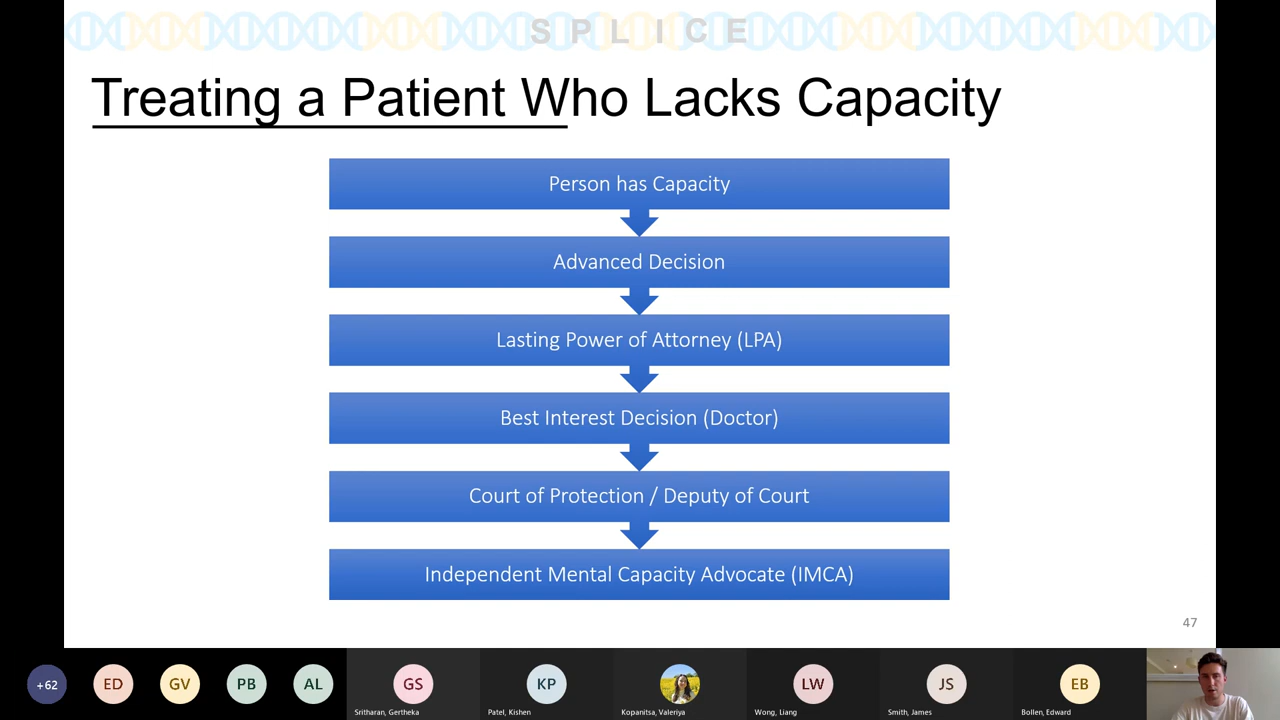 SPLICE
Treating a Patient Who Lacks Capacity
Person has Capacity
Advanced Decision
Lasting Power of Attorney (LPA)
Best Interest Decision (Doctor)
Court of Protection / Deputy of Court
Independent Mental Capacity Advocate (IMCA)
47
+62
ED
GV
PB
AL
GS
KP
LW
JS
EB
Sritharan, Gertheka
Patel, Kishen
Kopanitsa, Valeriya
Wong, Liang
Smith, James
Bollen, Edward